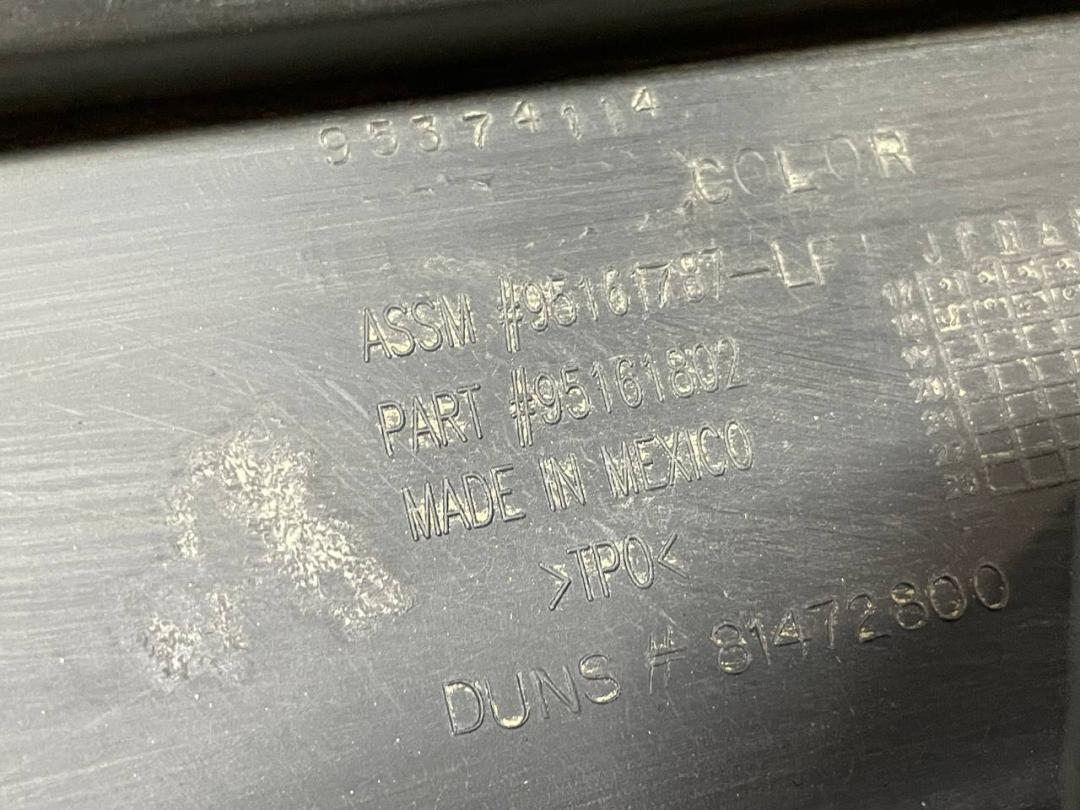 95374114
COLOR
ASSM #95161787-LF
J F M A
PART #95161802
MADE IN MEXICO
>TPO<
DUNS # 81472800